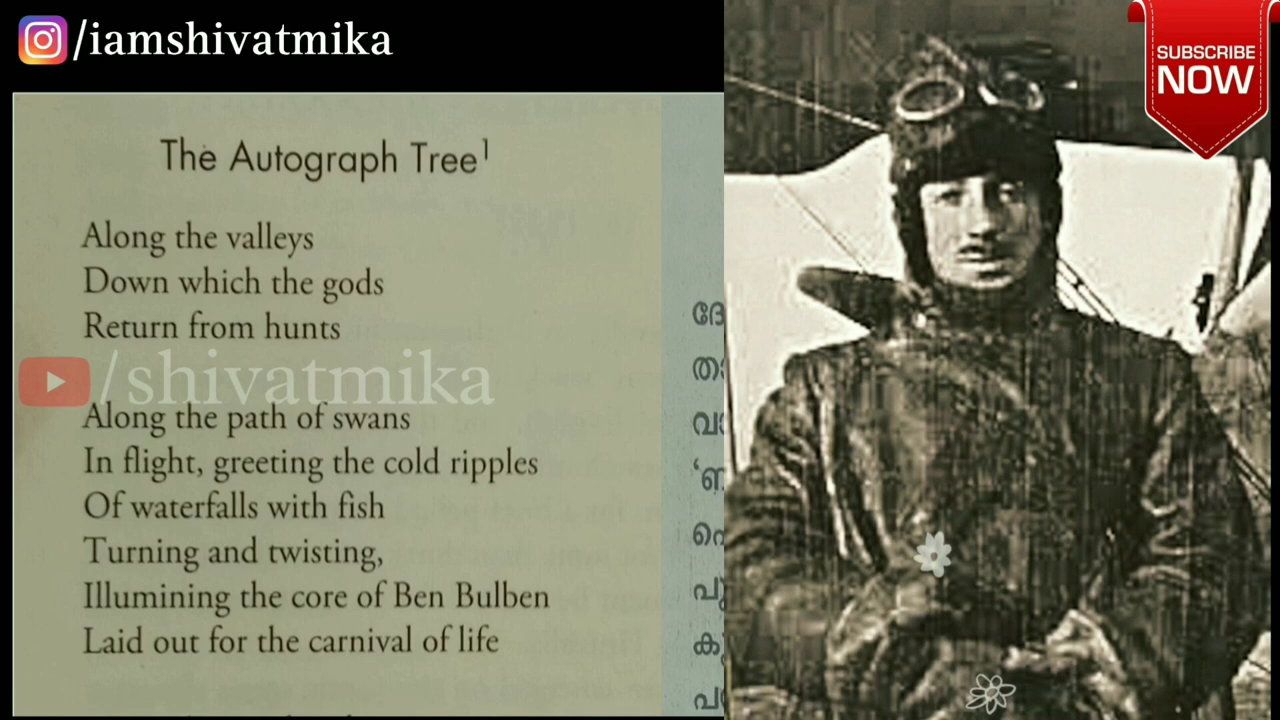 /iamshivatmika
SUBSCRIBE
NOW
The Autograph Tree¹
Along the valleys
Down which the gods
Return from hunts
/shivatmika
Along the path of swans
In flight, greeting the cold ripples
Of waterfalls with fish
Turning and twisting,
Illumining the core of Ben Bulben
Laid out for the carnival of life
ദേ
താ
വാ